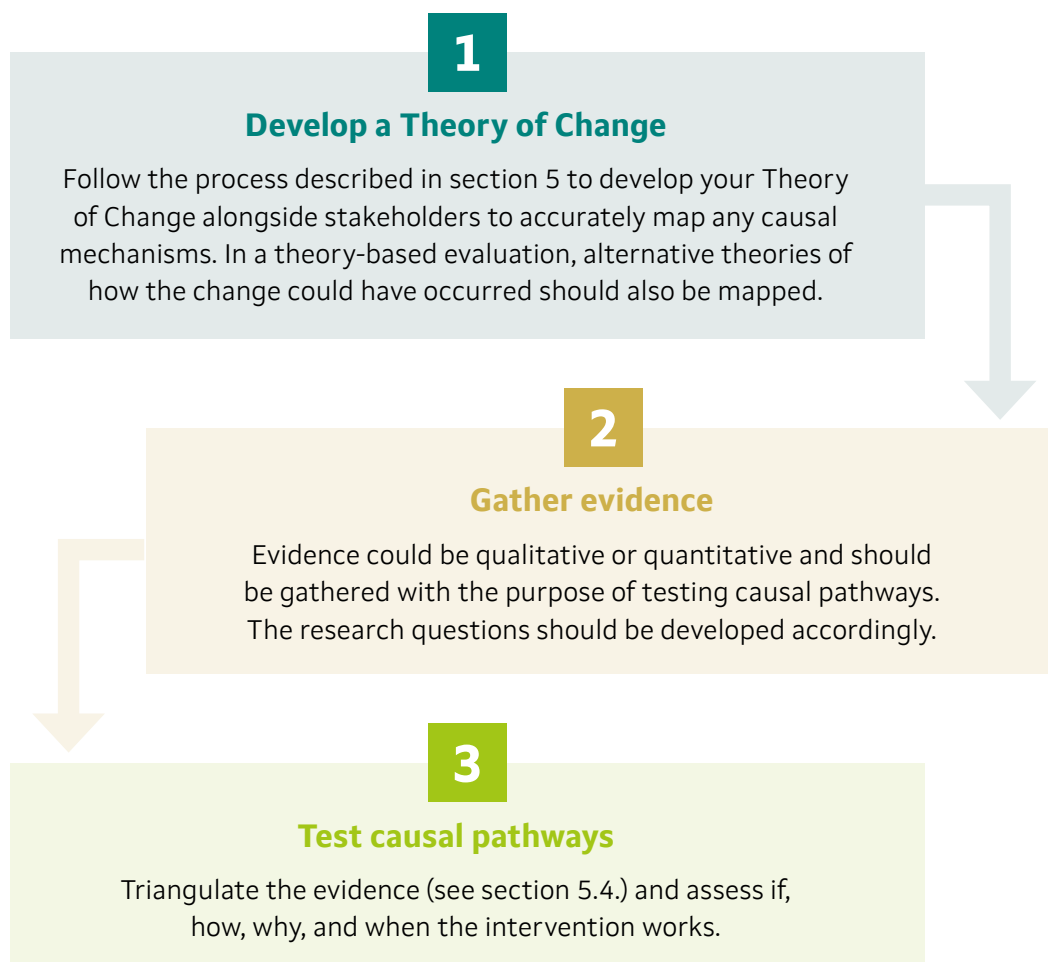 1
Develop a Theory of Change
Follow the process described in section 5 to develop your Theory
of Change alongside stakeholders to accurately map any causal
mechanisms. In a theory-based evaluation, alternative theories of
how the change could have occurred should also be mapped.
2
Gather evidence
Evidence could be qualitative or quantitative and should
be gathered with the purpose of testing causal pathways.
The research questions should be developed accordingly.
3
Test causal pathways
Triangulate the evidence (see section 5.4.) and assess if,
how, why, and when the intervention works.